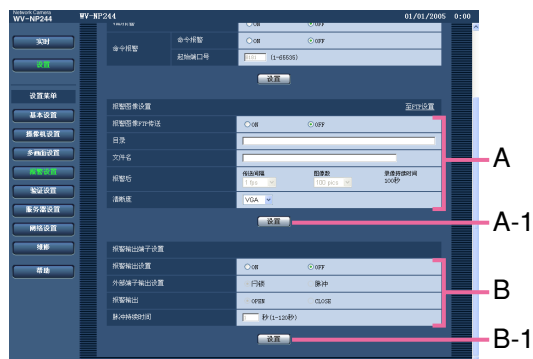 Network Camera
WV-NP244
WV-NP244 01/01/2005 0:00
实时
设置
设置菜单
基本设置
摄像机设置
多画面设置
报警设置
验证设置
服务器设置
网络设置
维修
帮助
ON OFF
命令报警
命令报警 ON OFF
起始端口号 (1-65535)
设置
报警图像设置 至FTP设置
报警图像FTP传送 ON OFF
目录
文件名
报警后
传送间隔 图像数 录像持续时间
1 fps 100 pics 100秒
清晰度 VGA
设置
报警输出端子设置
报警输出设置 ON OFF
外部端子输出设置 闩锁 脉冲
报警输出 OPEN CLOSE
脉冲持续时间 秒(1-120秒)
设置
A
A-1
B
B-1